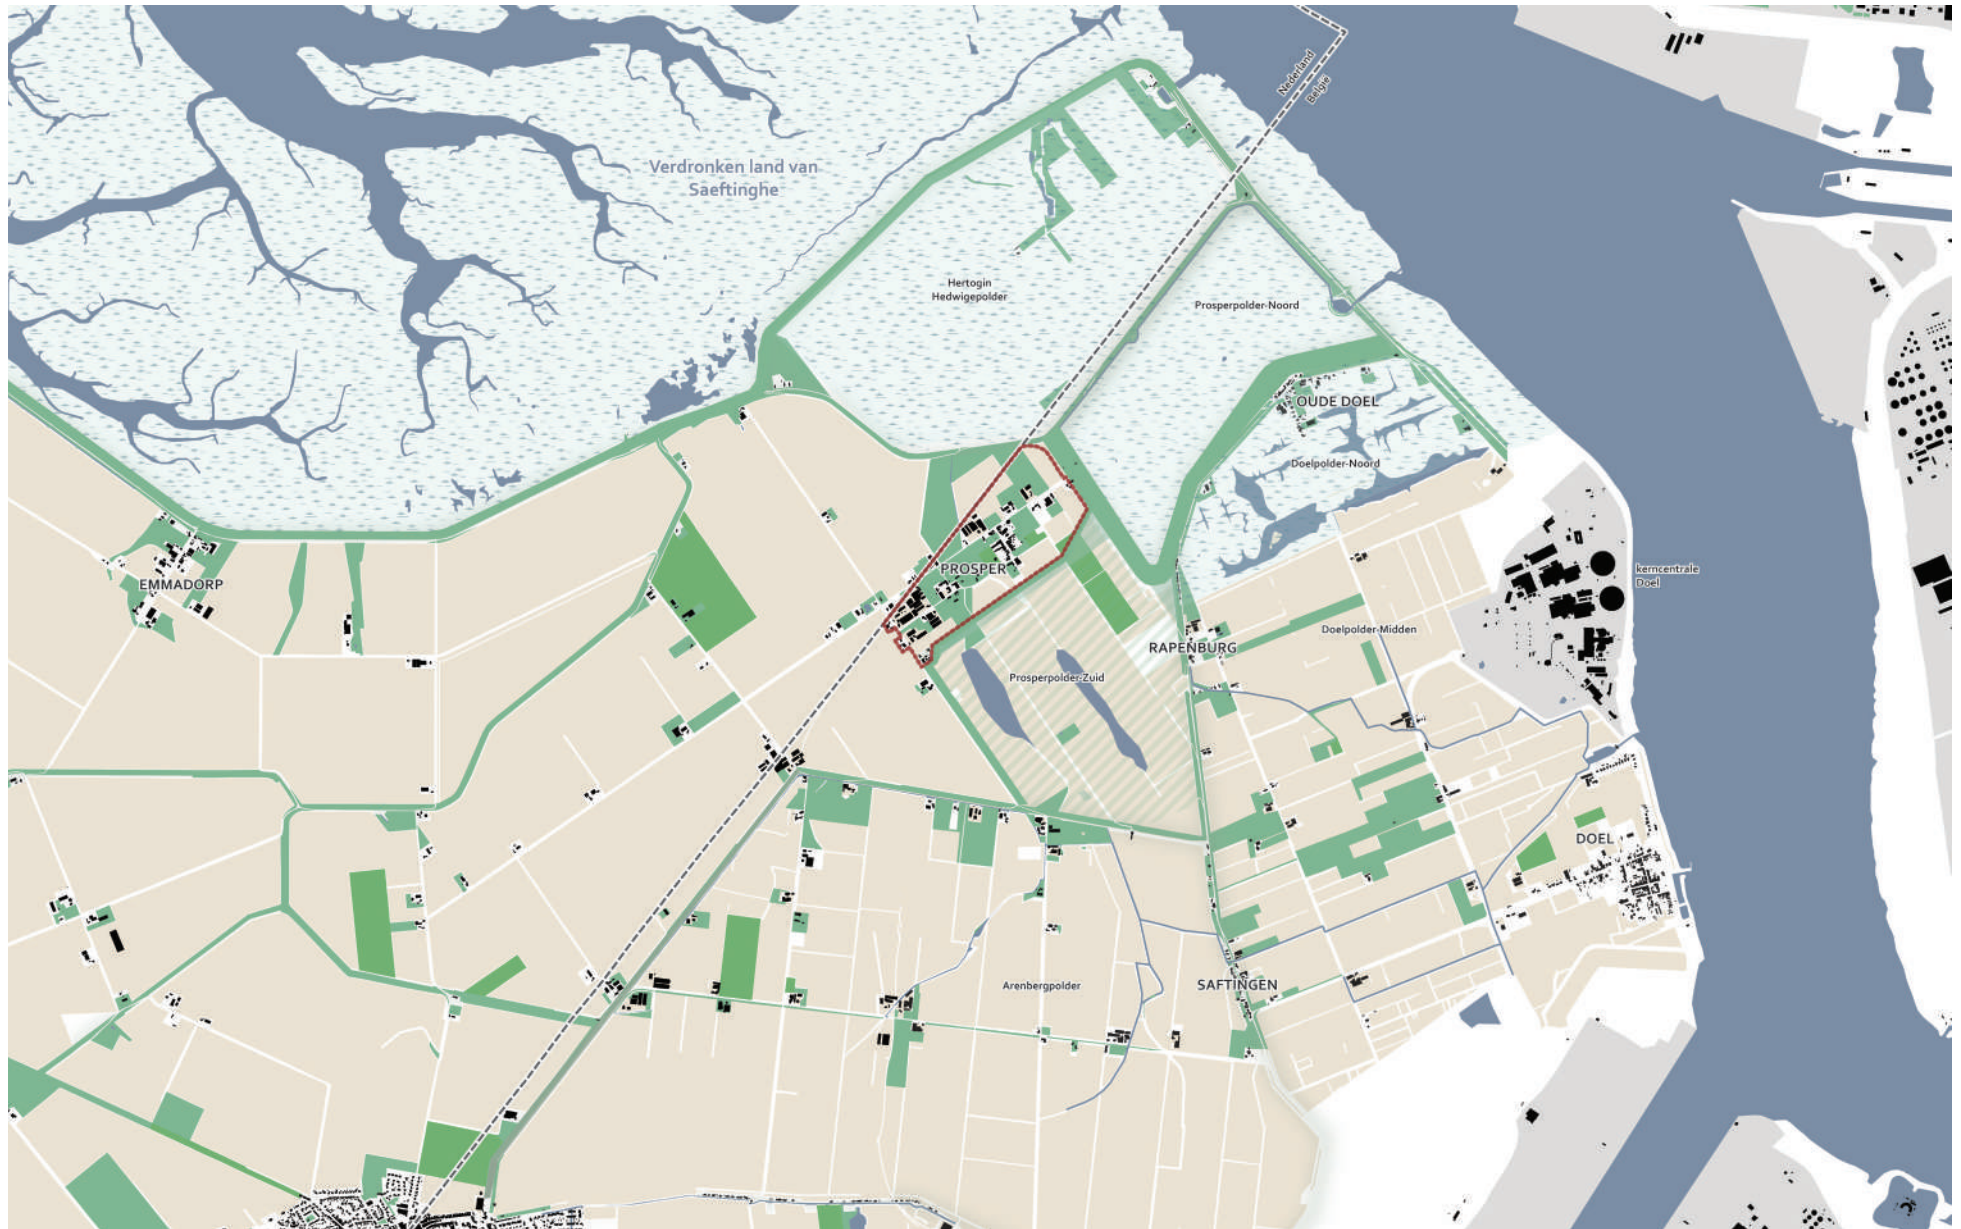 Nederland
België
Verdronken land van
Saeftinghe
Hertogin
Hedwigepolder
Prosperpolder-Noord
OUDE DOEL
Doelpolder-Noord
EMMADORP
PROSPER
kerncentrale
Doel
Doelpolder-Midden
RAPENBURG
Prosperpolder-Zuid
DOEL
Arenbergpolder
SAFTINGEN